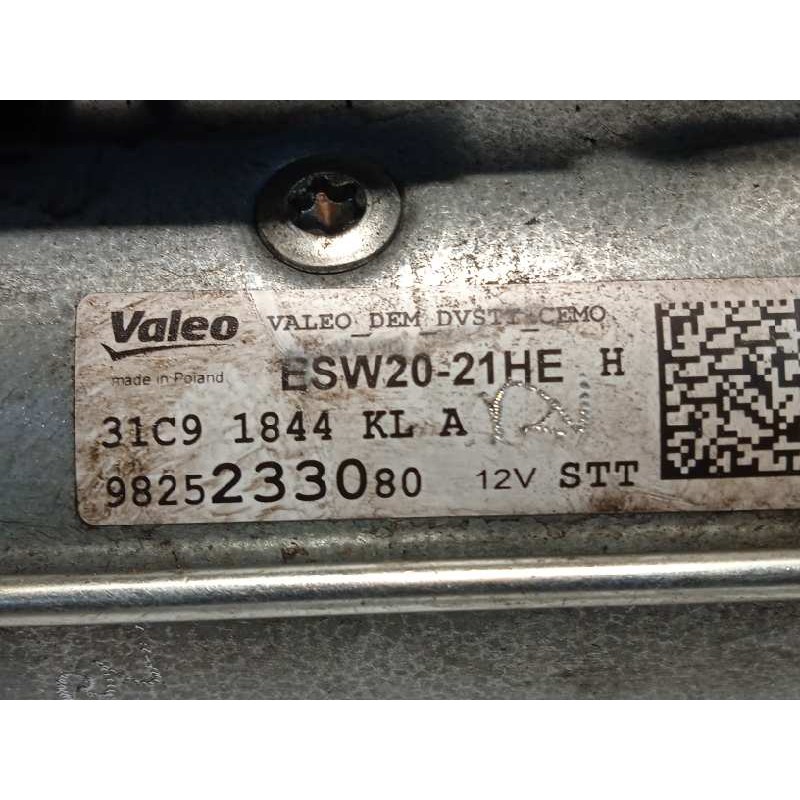 Valeo VALEO_DEM_DVSTT_CEMO
made in Poland ESW20-21HE H
31C9 1844 KL A
9825233080 12V STT